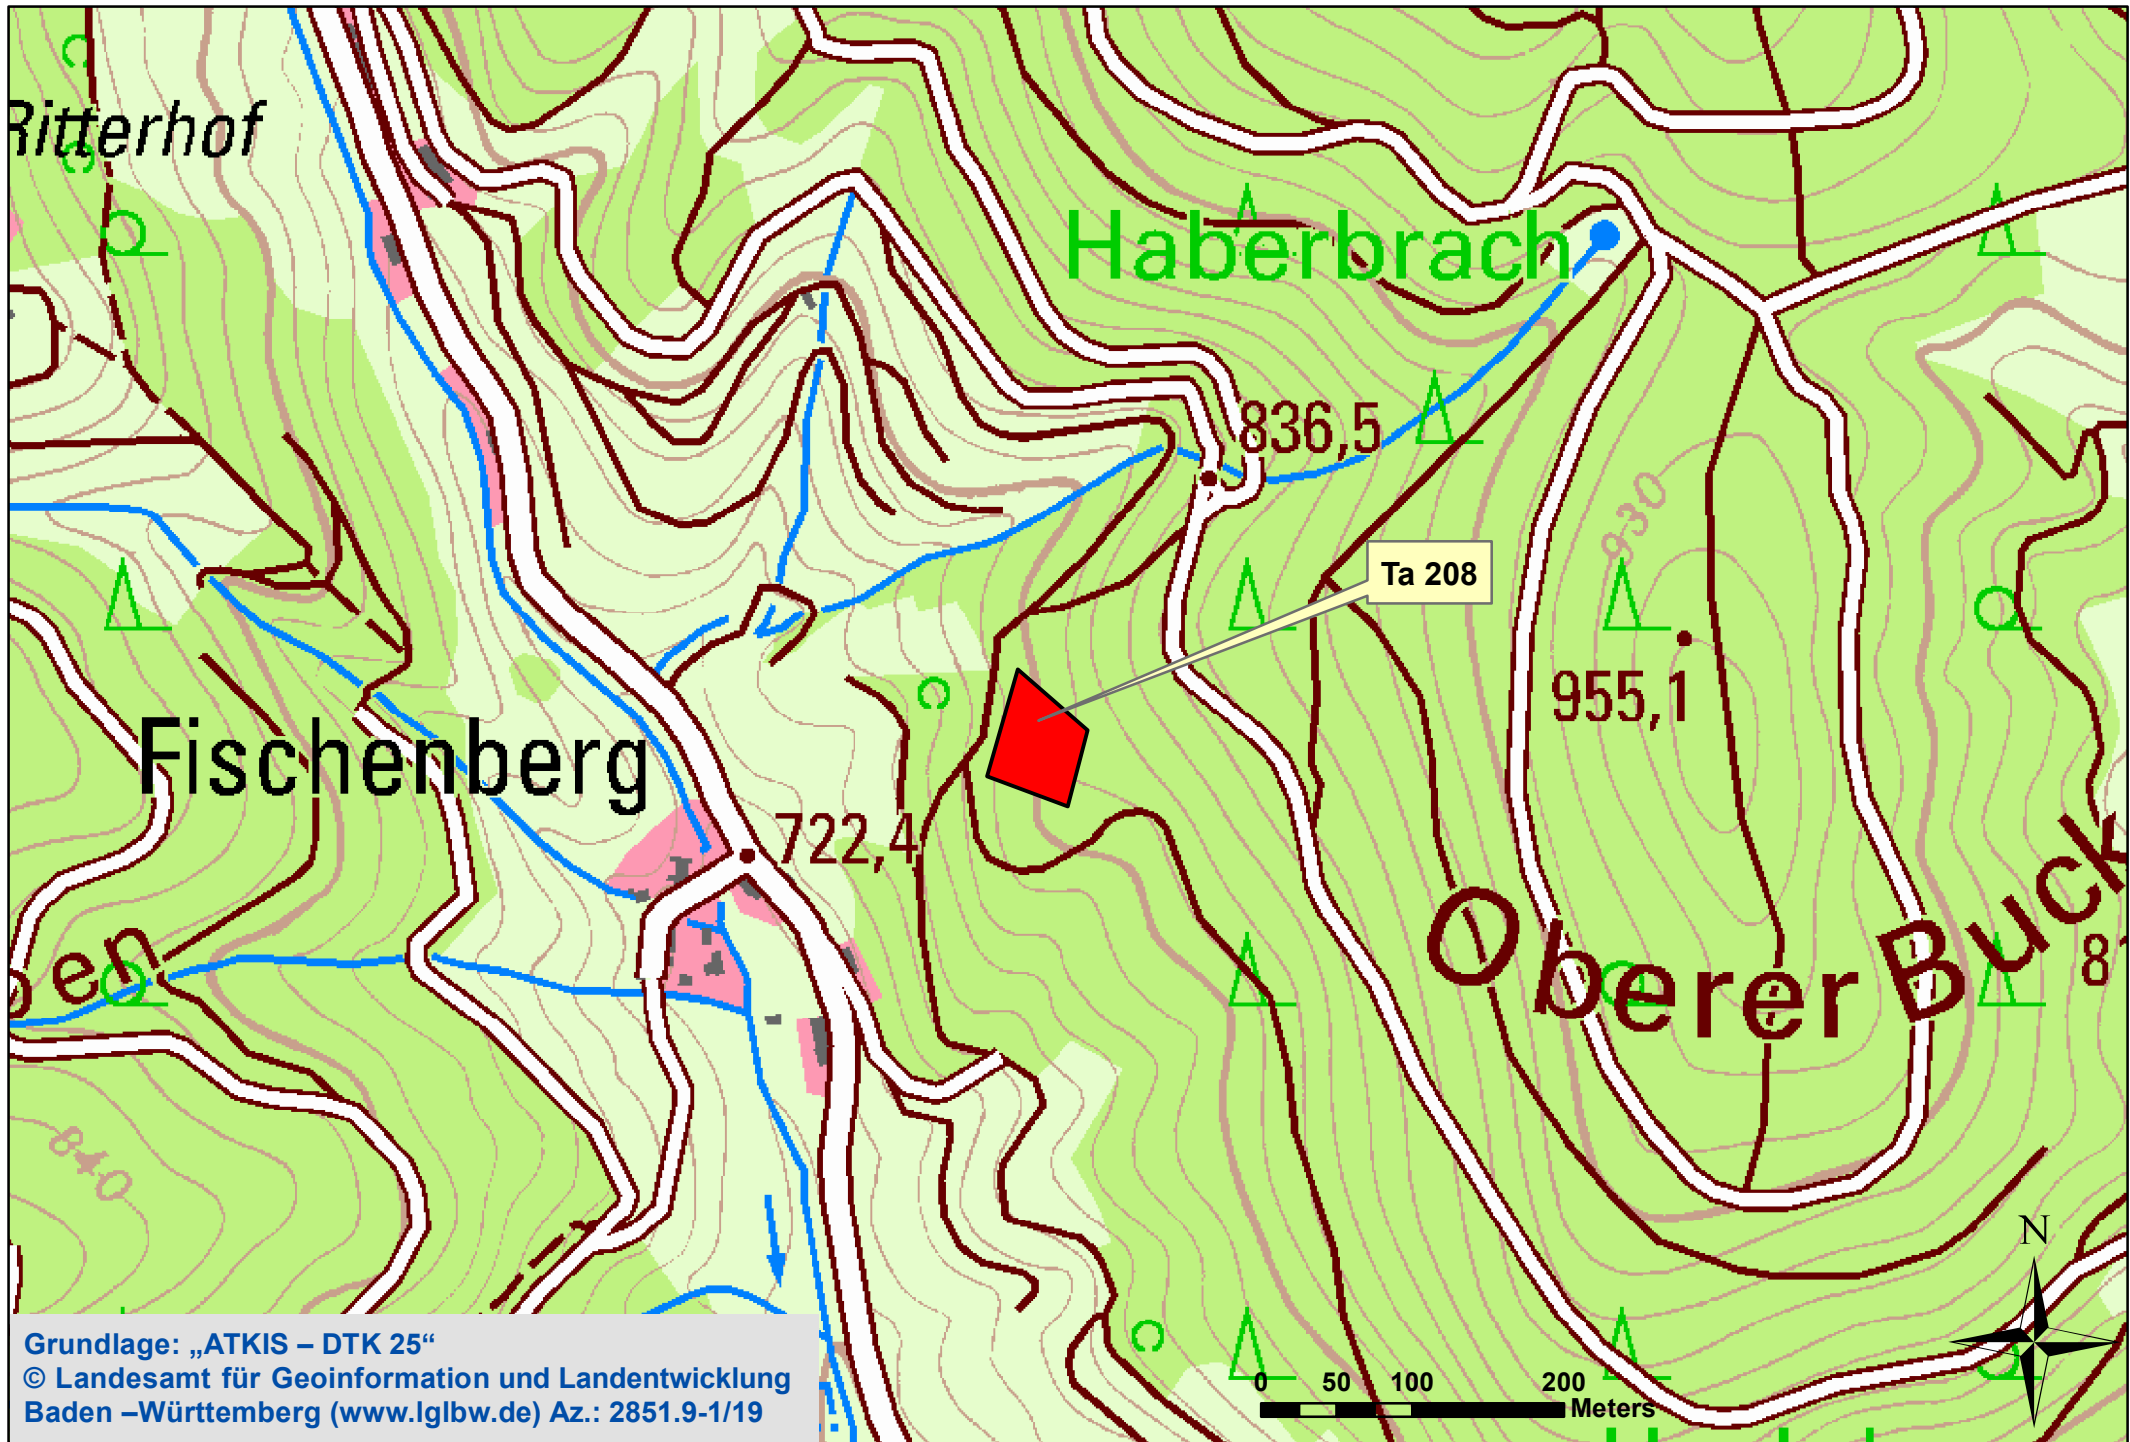 Ritterhof
Haberbrach
836,5
930
Ta 208
955,1
Fischenberg
722,4
Oberer Buck
en
8
840
N
Grundlage: „ATKIS – DTK 25“
© Landesamt für Geoinformation und Landentwicklung
Baden –Württemberg (www.lglbw.de) Az.: 2851.9-1/19
0 50 100 200
Meters